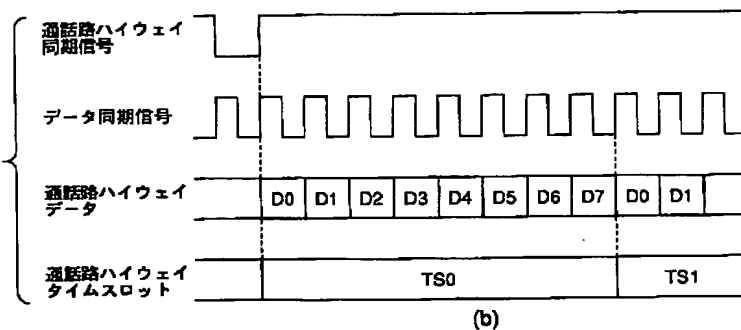 通話路ハイウェイ
同期信号
データ同期信号
通話路ハイウェイ
データ
D0 D1 D2 D3 D4 D5 D6 D7 D0 D1
通話路ハイウェイ
タイムスロット
TS0 TS1
(b)